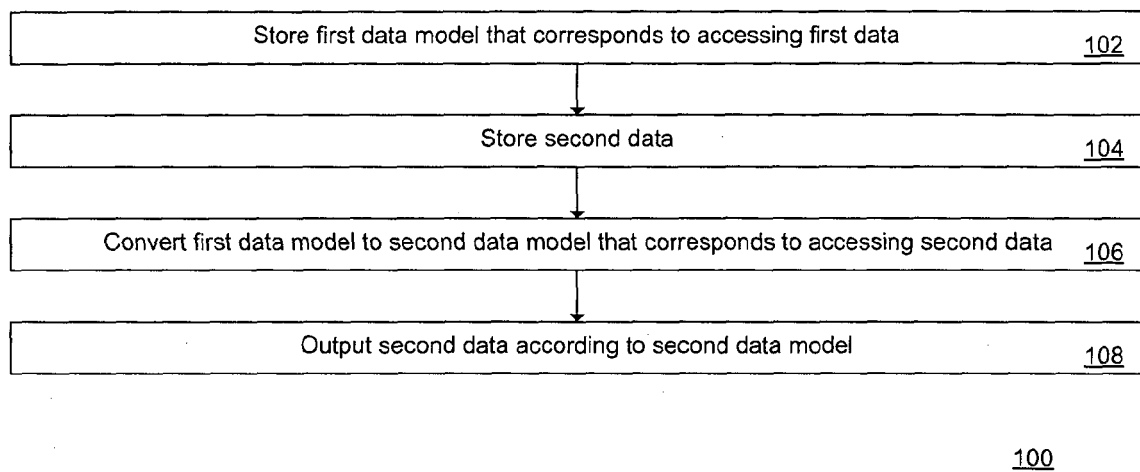 Store first data model that corresponds to accessing first data
102
Store second data
104
Convert first data model to second data model that corresponds to accessing second data
106
Output second data according to second data model
108
100